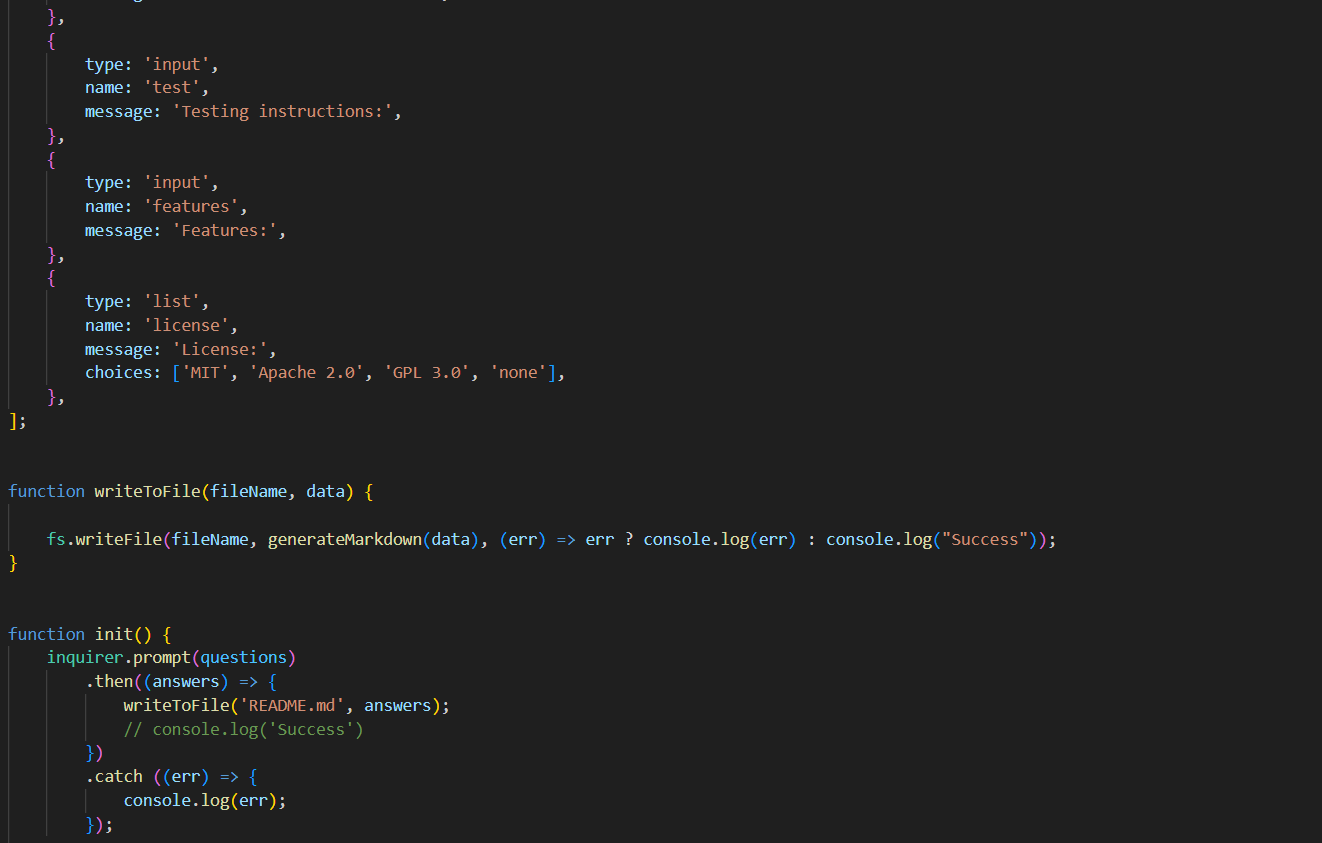 },
{
type: 'input',
name: 'test',
message: 'Testing instructions:',
},
{
type: 'input',
name: 'features',
message: 'Features:',
},
{
type: 'list',
name: 'license',
message: 'License:',
choices: ['MIT', 'Apache 2.0', 'GPL 3.0', 'none'],
},
];
function writeToFile(fileName, data) {
fs.writeFile(fileName, generateMarkdown(data), (err) => err ? console.log(err) : console.log("Success"));
}
function init() {
inquirer.prompt(questions)
.then((answers) => {
writeToFile('README.md', answers);
// console.log('Success')
})
.catch ((err) => {
console.log(err);
});